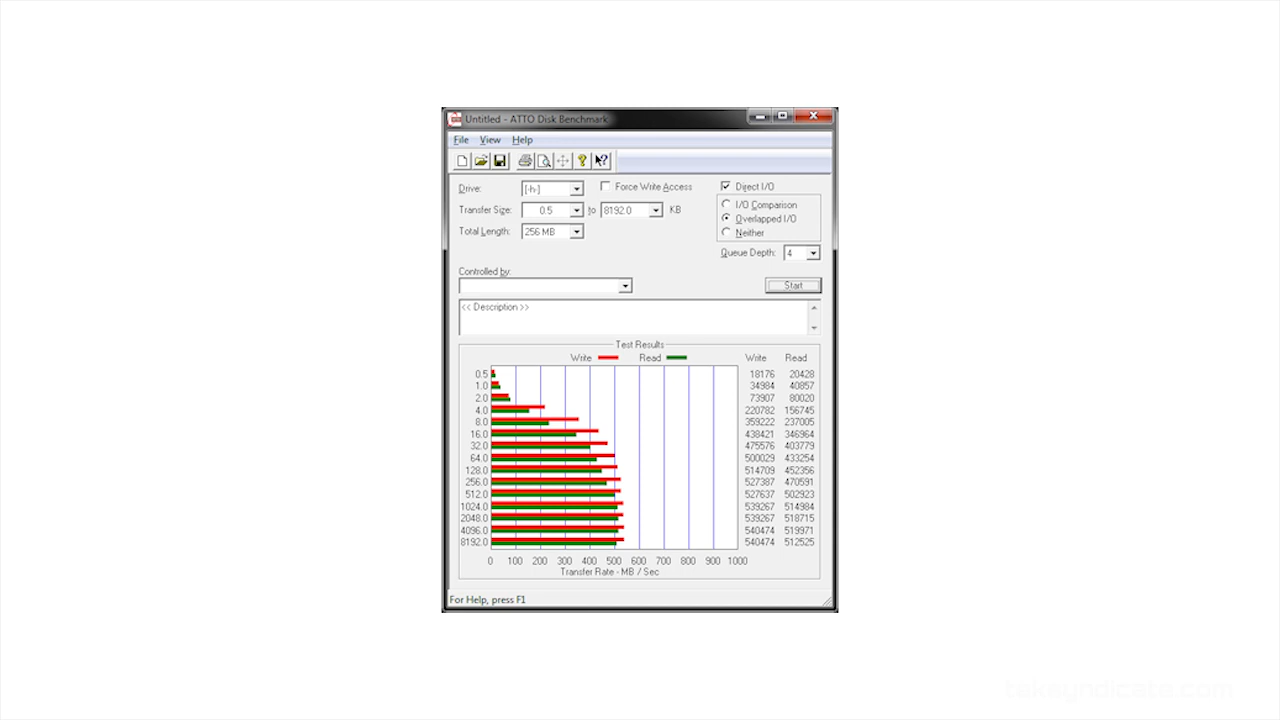 Untitled - ATTO Disk Benchmark
File View Help
Drive: [-h-] Force Write Access Direct I/O
Transfer Size: 0.5 to 8192.0 KB I/O Comparison
Overlapped I/O
Total Length: 256 MB Neither
Queue Depth: 4
Controlled by:
Start
<< Description >>
Test Results
Write Read Write Read
0.5 18176 20428
1.0 34984 40857
2.0 73907 80020
4.0 220782 156745
8.0 359222 237005
16.0 438421 346964
32.0 475576 403779
64.0 500029 433254
128.0 514709 452356
256.0 527387 470591
512.0 527637 502923
1024.0 539267 514984
2048.0 539267 518715
4096.0 540474 519971
8192.0 540474 512525
0 100 200 300 400 500 600 700 800 900 1000
Transfer Rate - MB / Sec
For Help, press F1